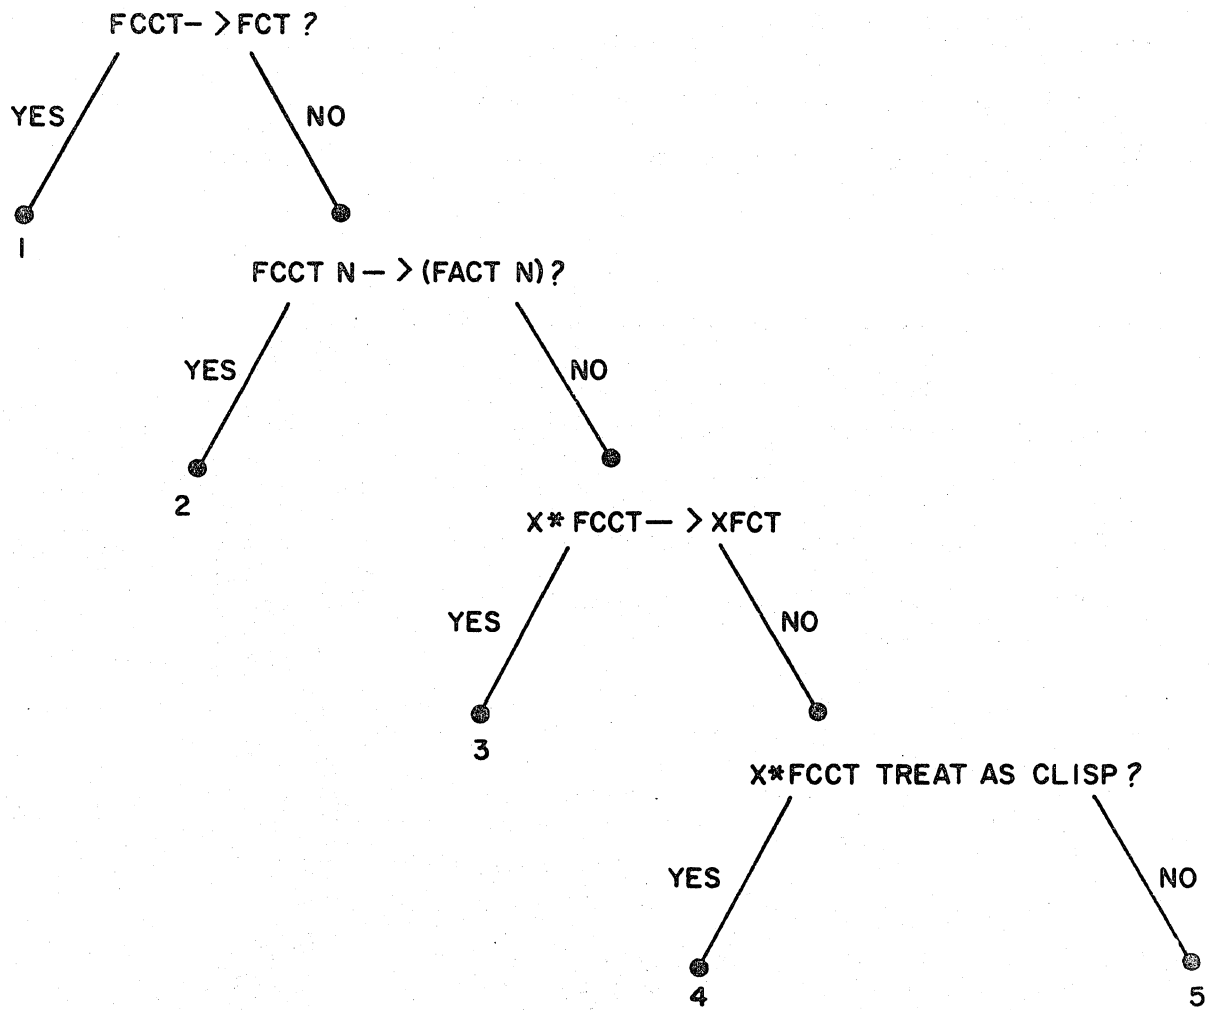 FCCT— >FCT ?
YES
NO
1
FCCT N— >(FACT N)?
YES
NO
2
X* FCCT— >XFCT
YES
NO
3
X*FCCT TREAT AS CLISP ?
YES
NO
4
5